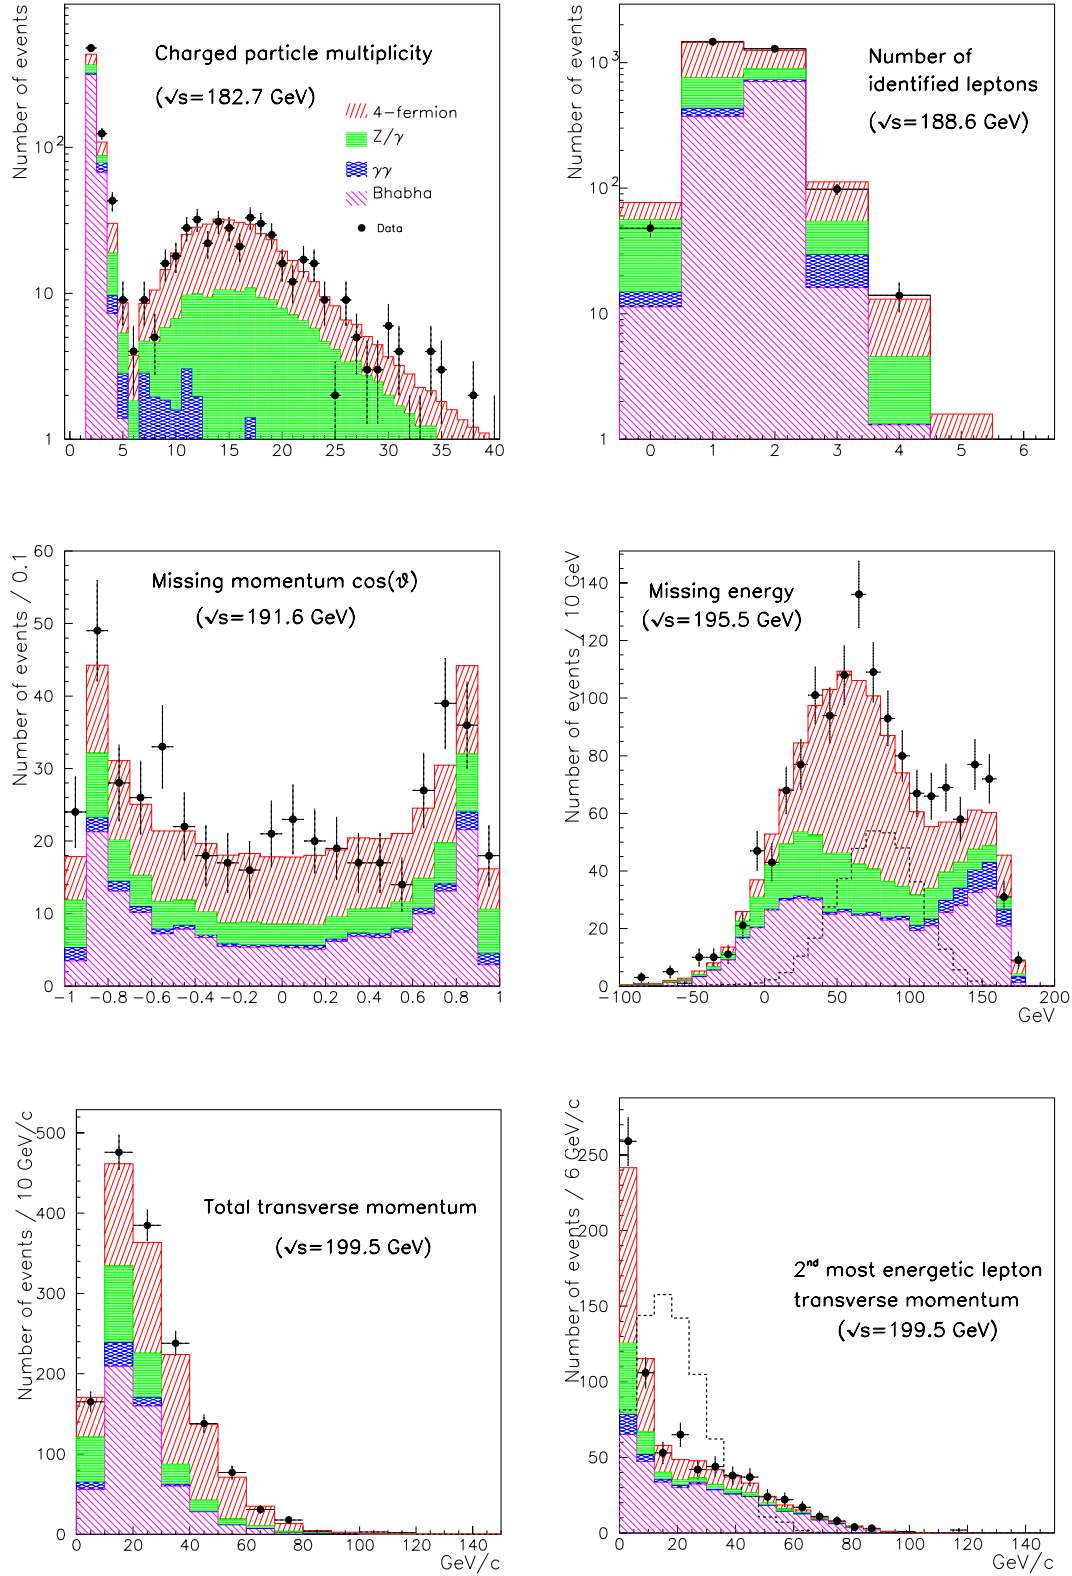 Number of events
Charged particle multiplicity
(√s=182.7 GeV)
4-fermion
Z/γ
γγ
Bhabha
Data
10²
10
1
0 5 10 15 20 25 30 35 40
Number of events
Number of
identified leptons
(√s=188.6 GeV)
10³
10²
10
1
0 1 2 3 4 5 6
Number of events / 0.1
Missing momentum cos(ϑ)
(√s=191.6 GeV)
60
50
40
30
20
10
0
-1 -0.8 -0.6 -0.4 -0.2 0 0.2 0.4 0.6 0.8 1
Number of events / 10 GeV
Missing energy
(√s=195.5 GeV)
140
120
100
80
60
40
20
0
-100 -50 0 50 100 150 200
GeV
Number of events / 10 GeV/c
Total transverse momentum
(√s=199.5 GeV)
500
400
300
200
100
0
0 20 40 60 80 100 120 140
GeV/c
Number of events / 6 GeV/c
2nd most energetic lepton
transverse momentum
(√s=199.5 GeV)
250
200
150
100
50
0
0 20 40 60 80 100 120 140
GeV/c